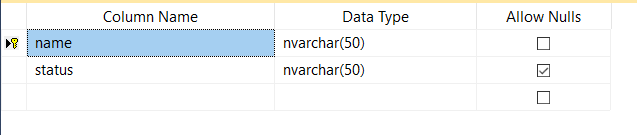 Column Name Data Type Allow Nulls
name nvarchar(50)
status nvarchar(50)